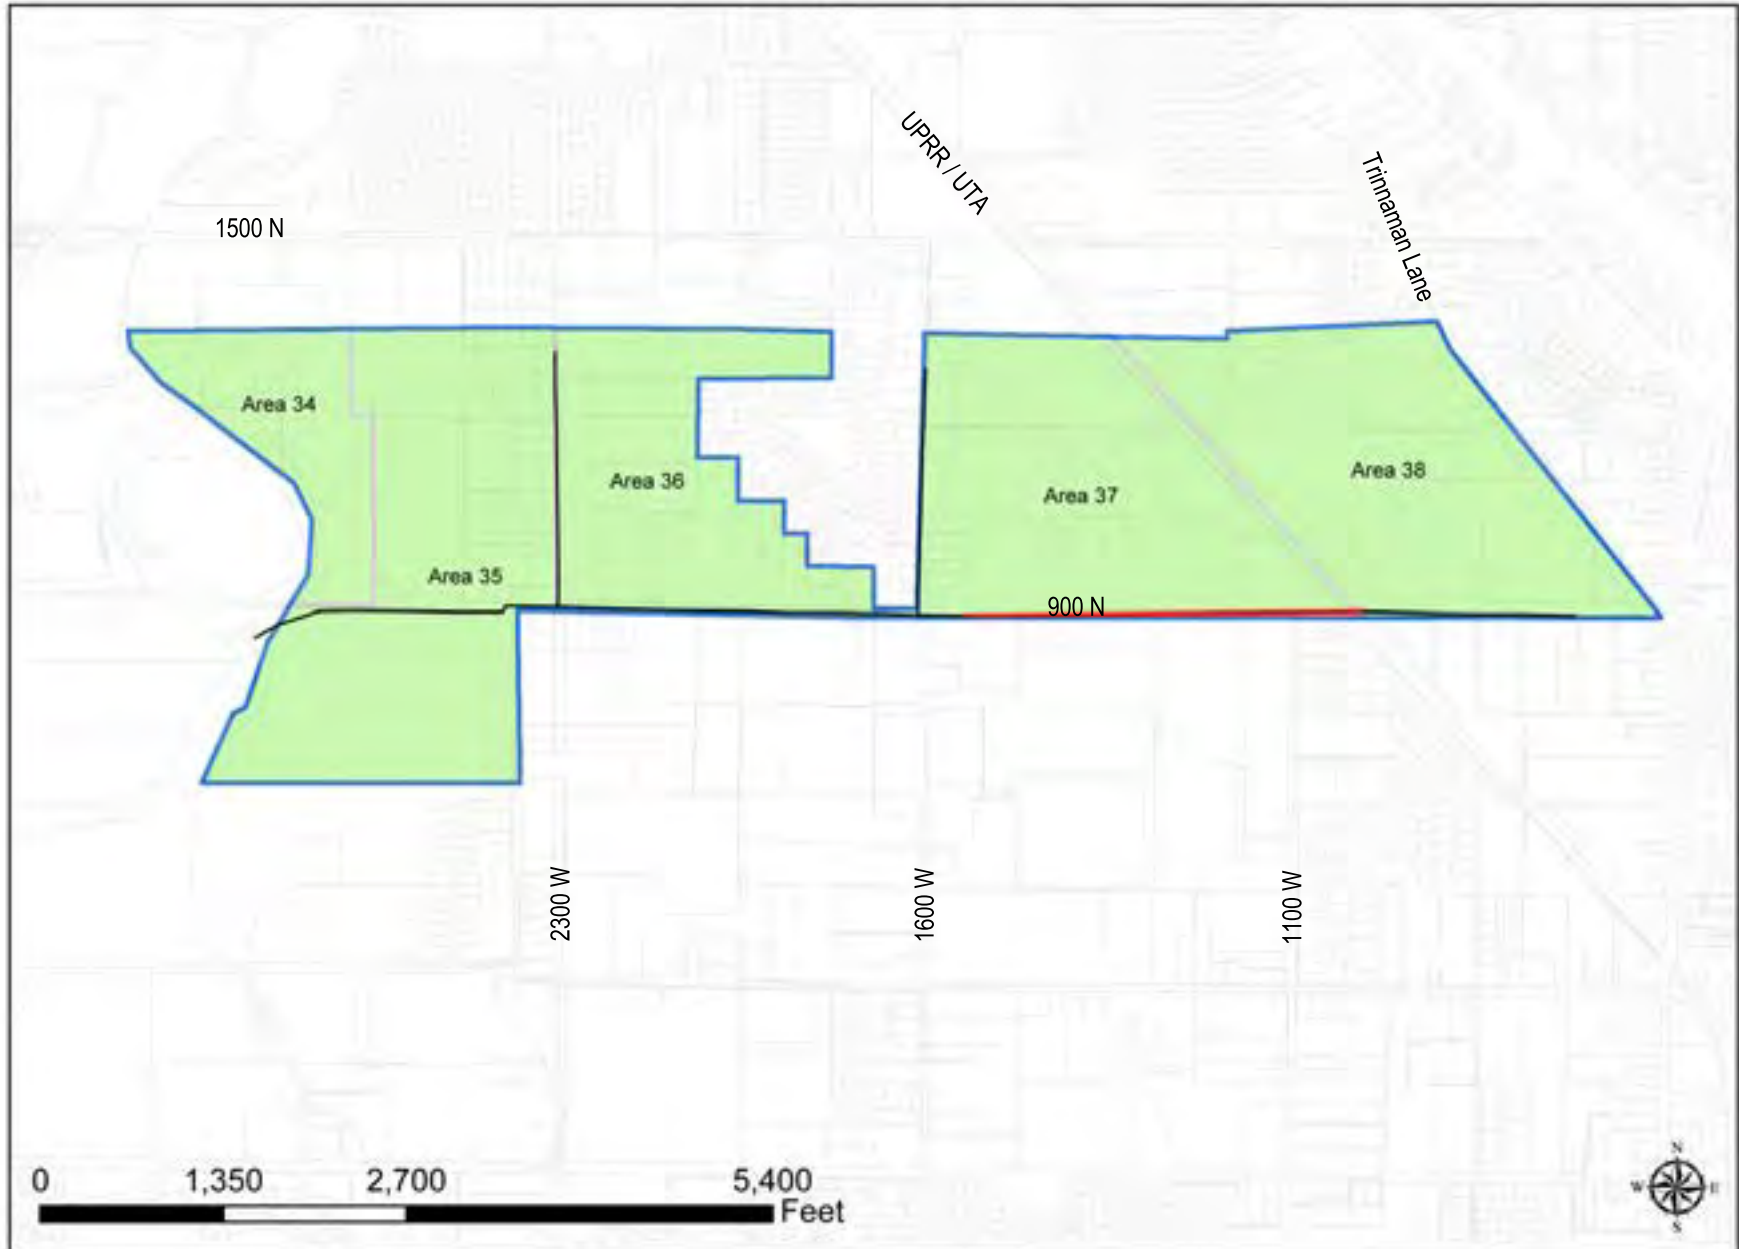 UPRR / UTA
Trinnaman Lane
1500 N
Area 34
Area 36
Area 38
Area 37
Area 35
900 N
2300 W
1600 W
1100 W
0 1,350 2,700 5,400
Feet
N
W E
S